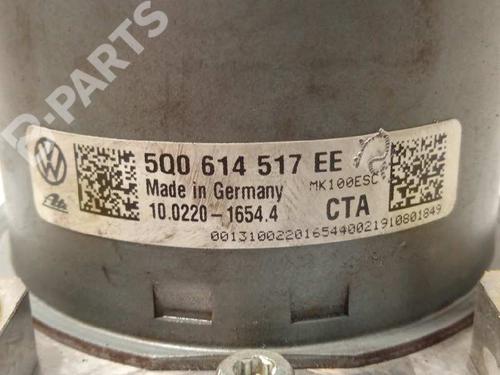 B-PARTS
5Q0 614 517 EE
Made in Germany
MK100ESC
10.0220-1654.4
CTA
0013100220165440021910801849